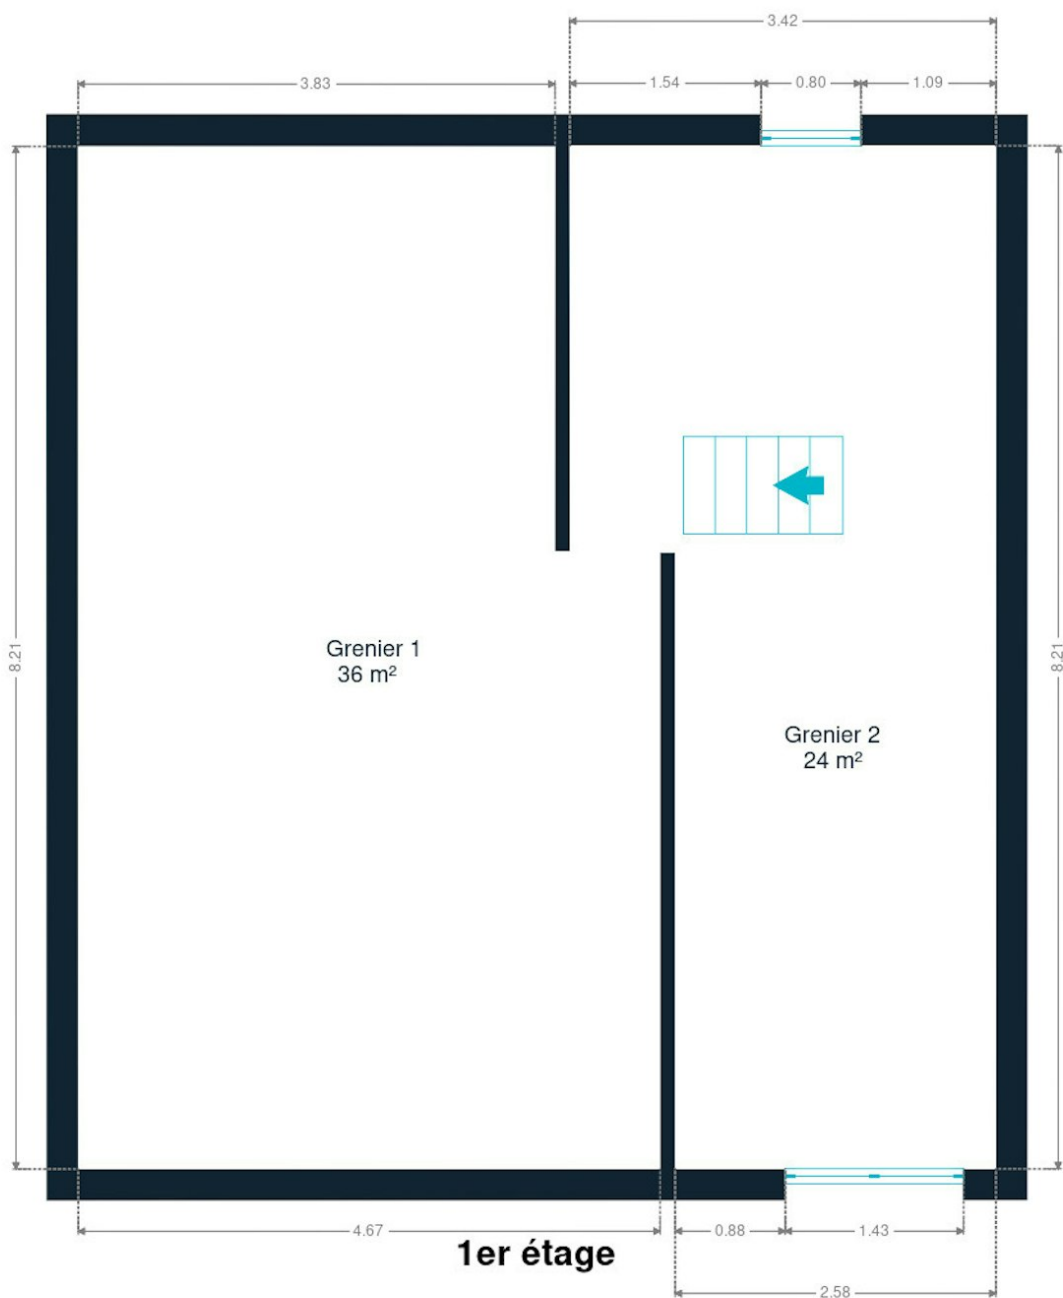 3.42
3.83
1.54
0.80
1.09
8.21
8.21
Grenier 1
36 m²
Grenier 2
24 m²
4.67
0.88
1.43
1er étage
2.58